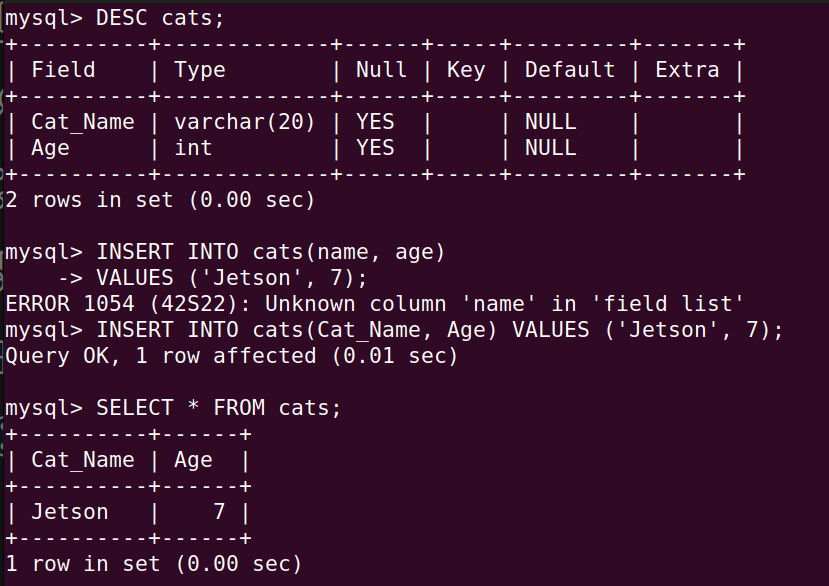 mysql> DESC cats;
+----------+-------------+------+-----+---------+-------+
| Field    | Type        | Null | Key | Default | Extra |
+----------+-------------+------+-----+---------+-------+
| Cat_Name | varchar(20) | YES  |     | NULL    |       |
| Age      | int         | YES  |     | NULL    |       |
+----------+-------------+------+-----+---------+-------+
2 rows in set (0.00 sec)

mysql> INSERT INTO cats(name, age)
    -> VALUES ('Jetson', 7);
ERROR 1054 (42S22): Unknown column 'name' in 'field list'
mysql> INSERT INTO cats(Cat_Name, Age) VALUES ('Jetson', 7);
Query OK, 1 row affected (0.01 sec)

mysql> SELECT * FROM cats;
+----------+------+
| Cat_Name | Age  |
+----------+------+
| Jetson   |    7 |
+----------+------+
1 row in set (0.00 sec)